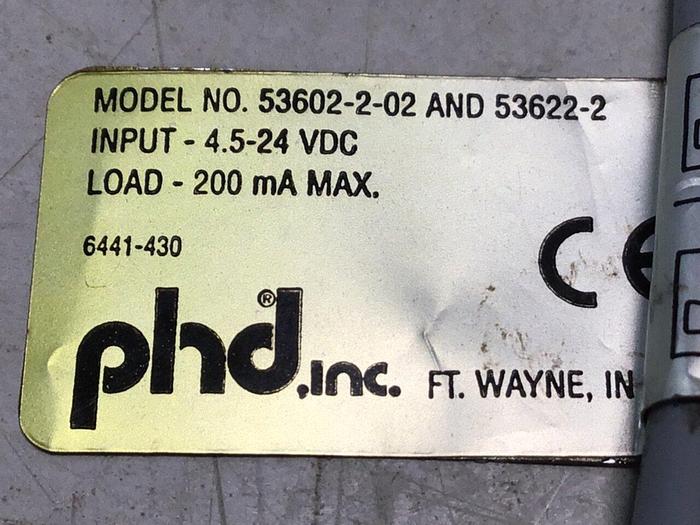 MODEL NO. 53602-2-02 AND 53622-2
INPUT - 4.5-24 VDC
LOAD - 200 mA MAX.
6441-430
CE
phd®,inc. FT. WAYNE, IN